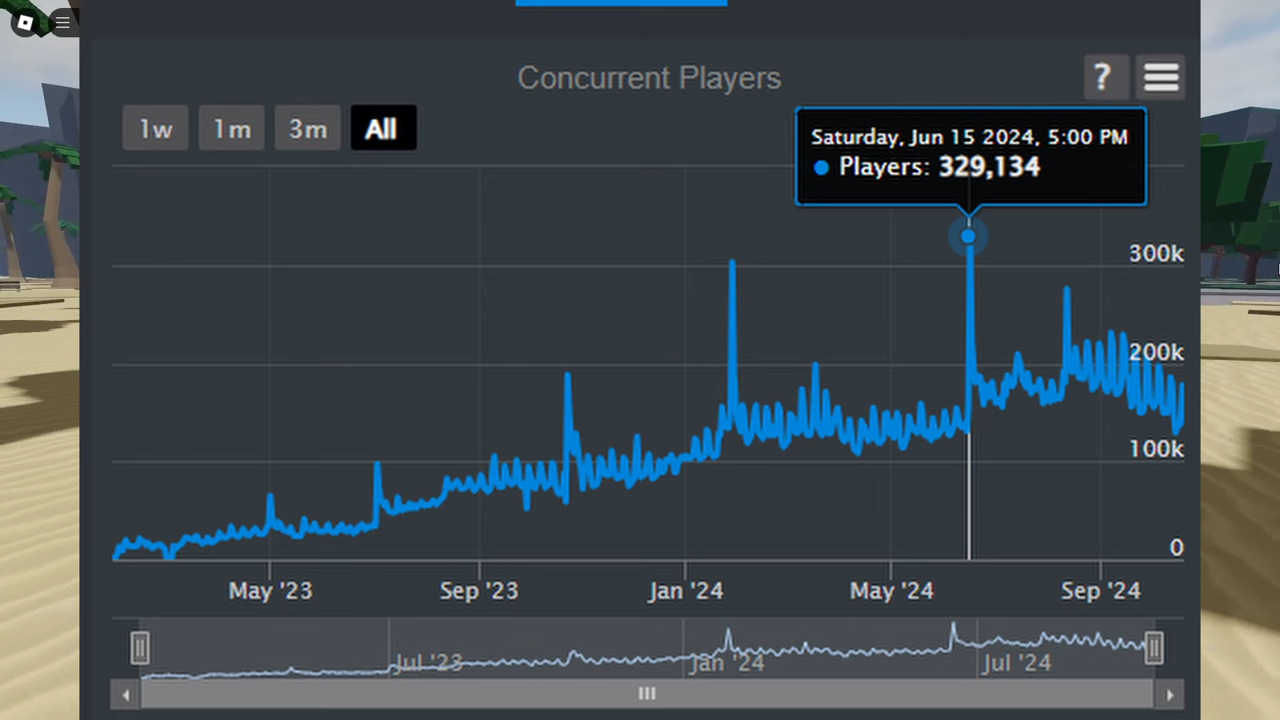 Concurrent Players
?
1w 1m 3m All
Saturday, Jun 15 2024, 5:00 PM
Players: 329,134
300k
200k
100k
0
May '23 Sep '23 Jan '24 May '24 Sep '24
Jul '23 Jan '24 Jul '24